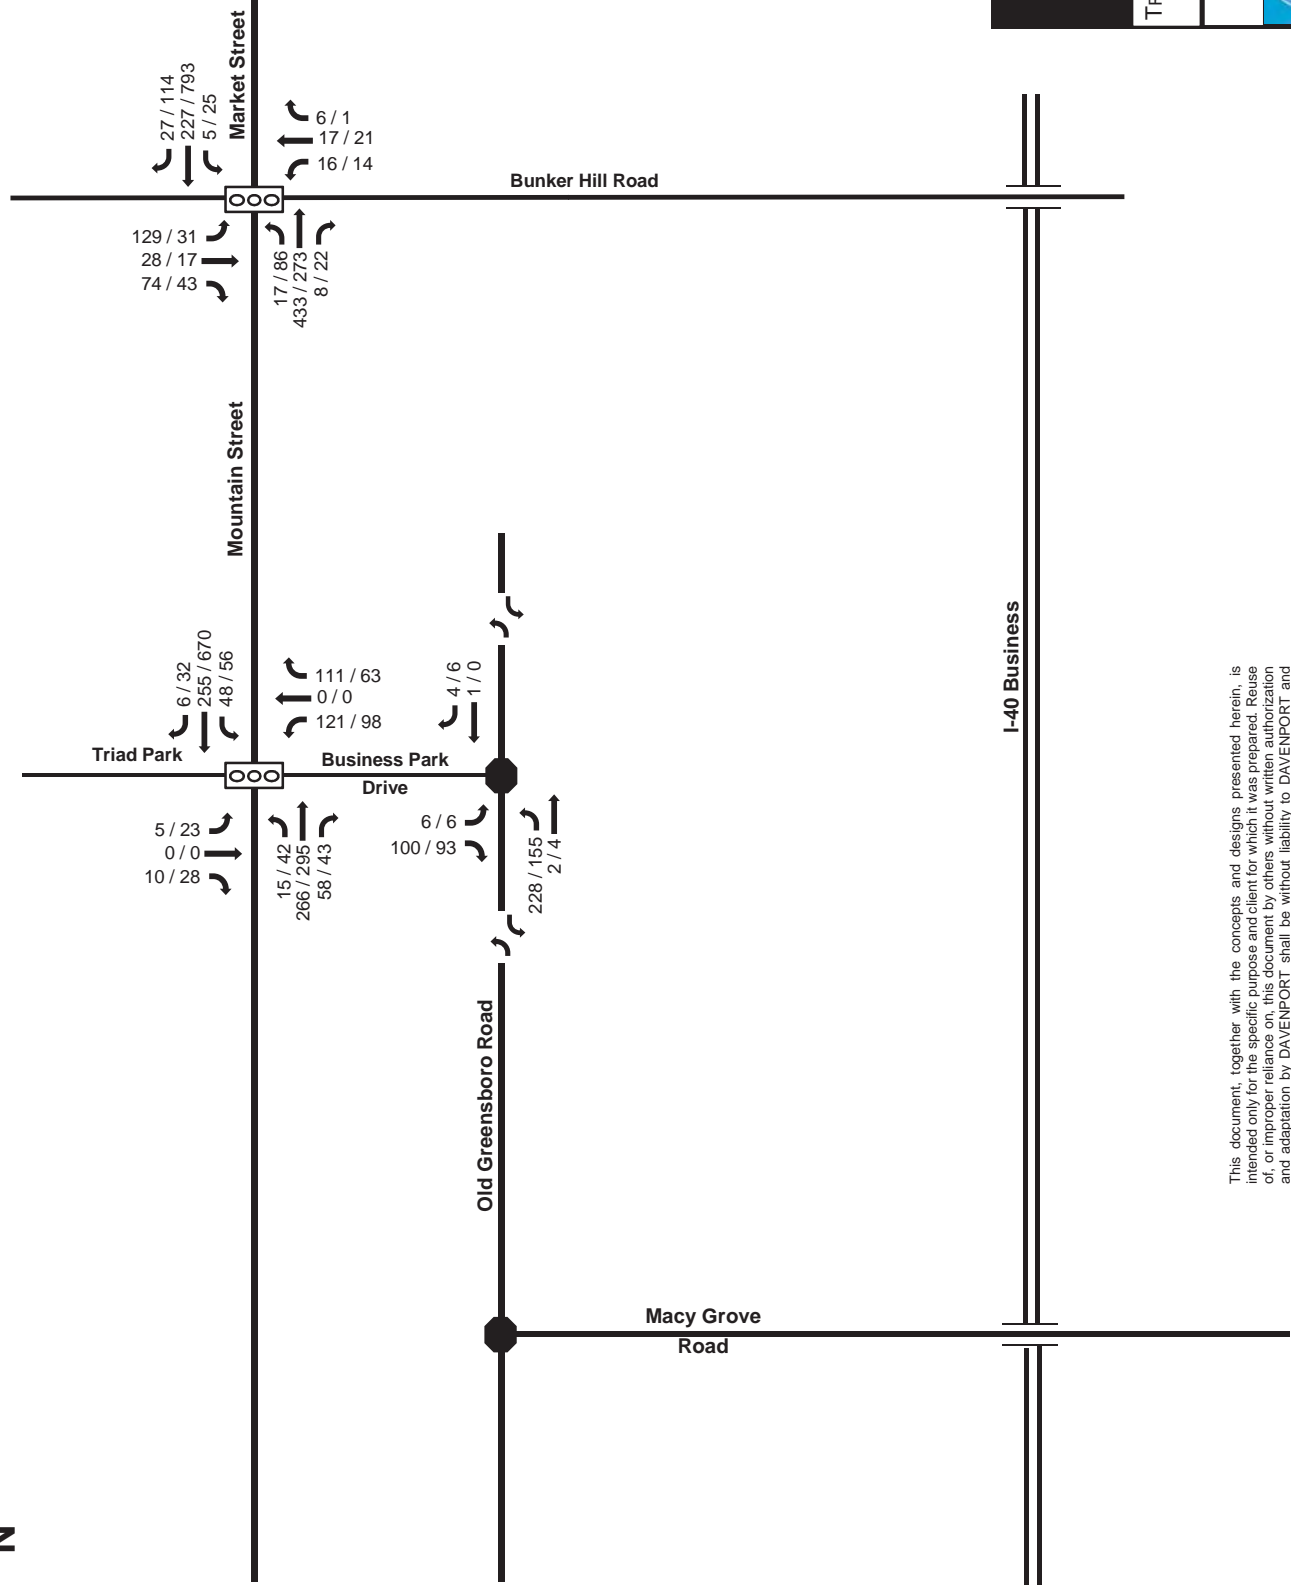 Market Street
27 / 114
227 / 793
5 / 25
6 / 1
17 / 21
16 / 14
Bunker Hill Road
129 / 31
28 / 17
74 / 43
17 / 86
433 / 273
8 / 22
Mountain Street
6 / 32
255 / 670
48 / 56
111 / 63
0 / 0
121 / 98
4 / 6
1 / 0
Triad Park
Business Park
Drive
5 / 23
0 / 0
10 / 28
15 / 42
266 / 295
58 / 43
6 / 6
100 / 93
228 / 155
2 / 4
I-40 Business
Old Greensboro Road
Macy Grove
Road
N
This document, together with the concepts and designs presented herein, is
intended only for the specific purpose and client for which it was prepared. Reuse
of, or improper reliance on, this document by others without written authorization
and adaptation by DAVENPORT shall be without liability to DAVENPORT and